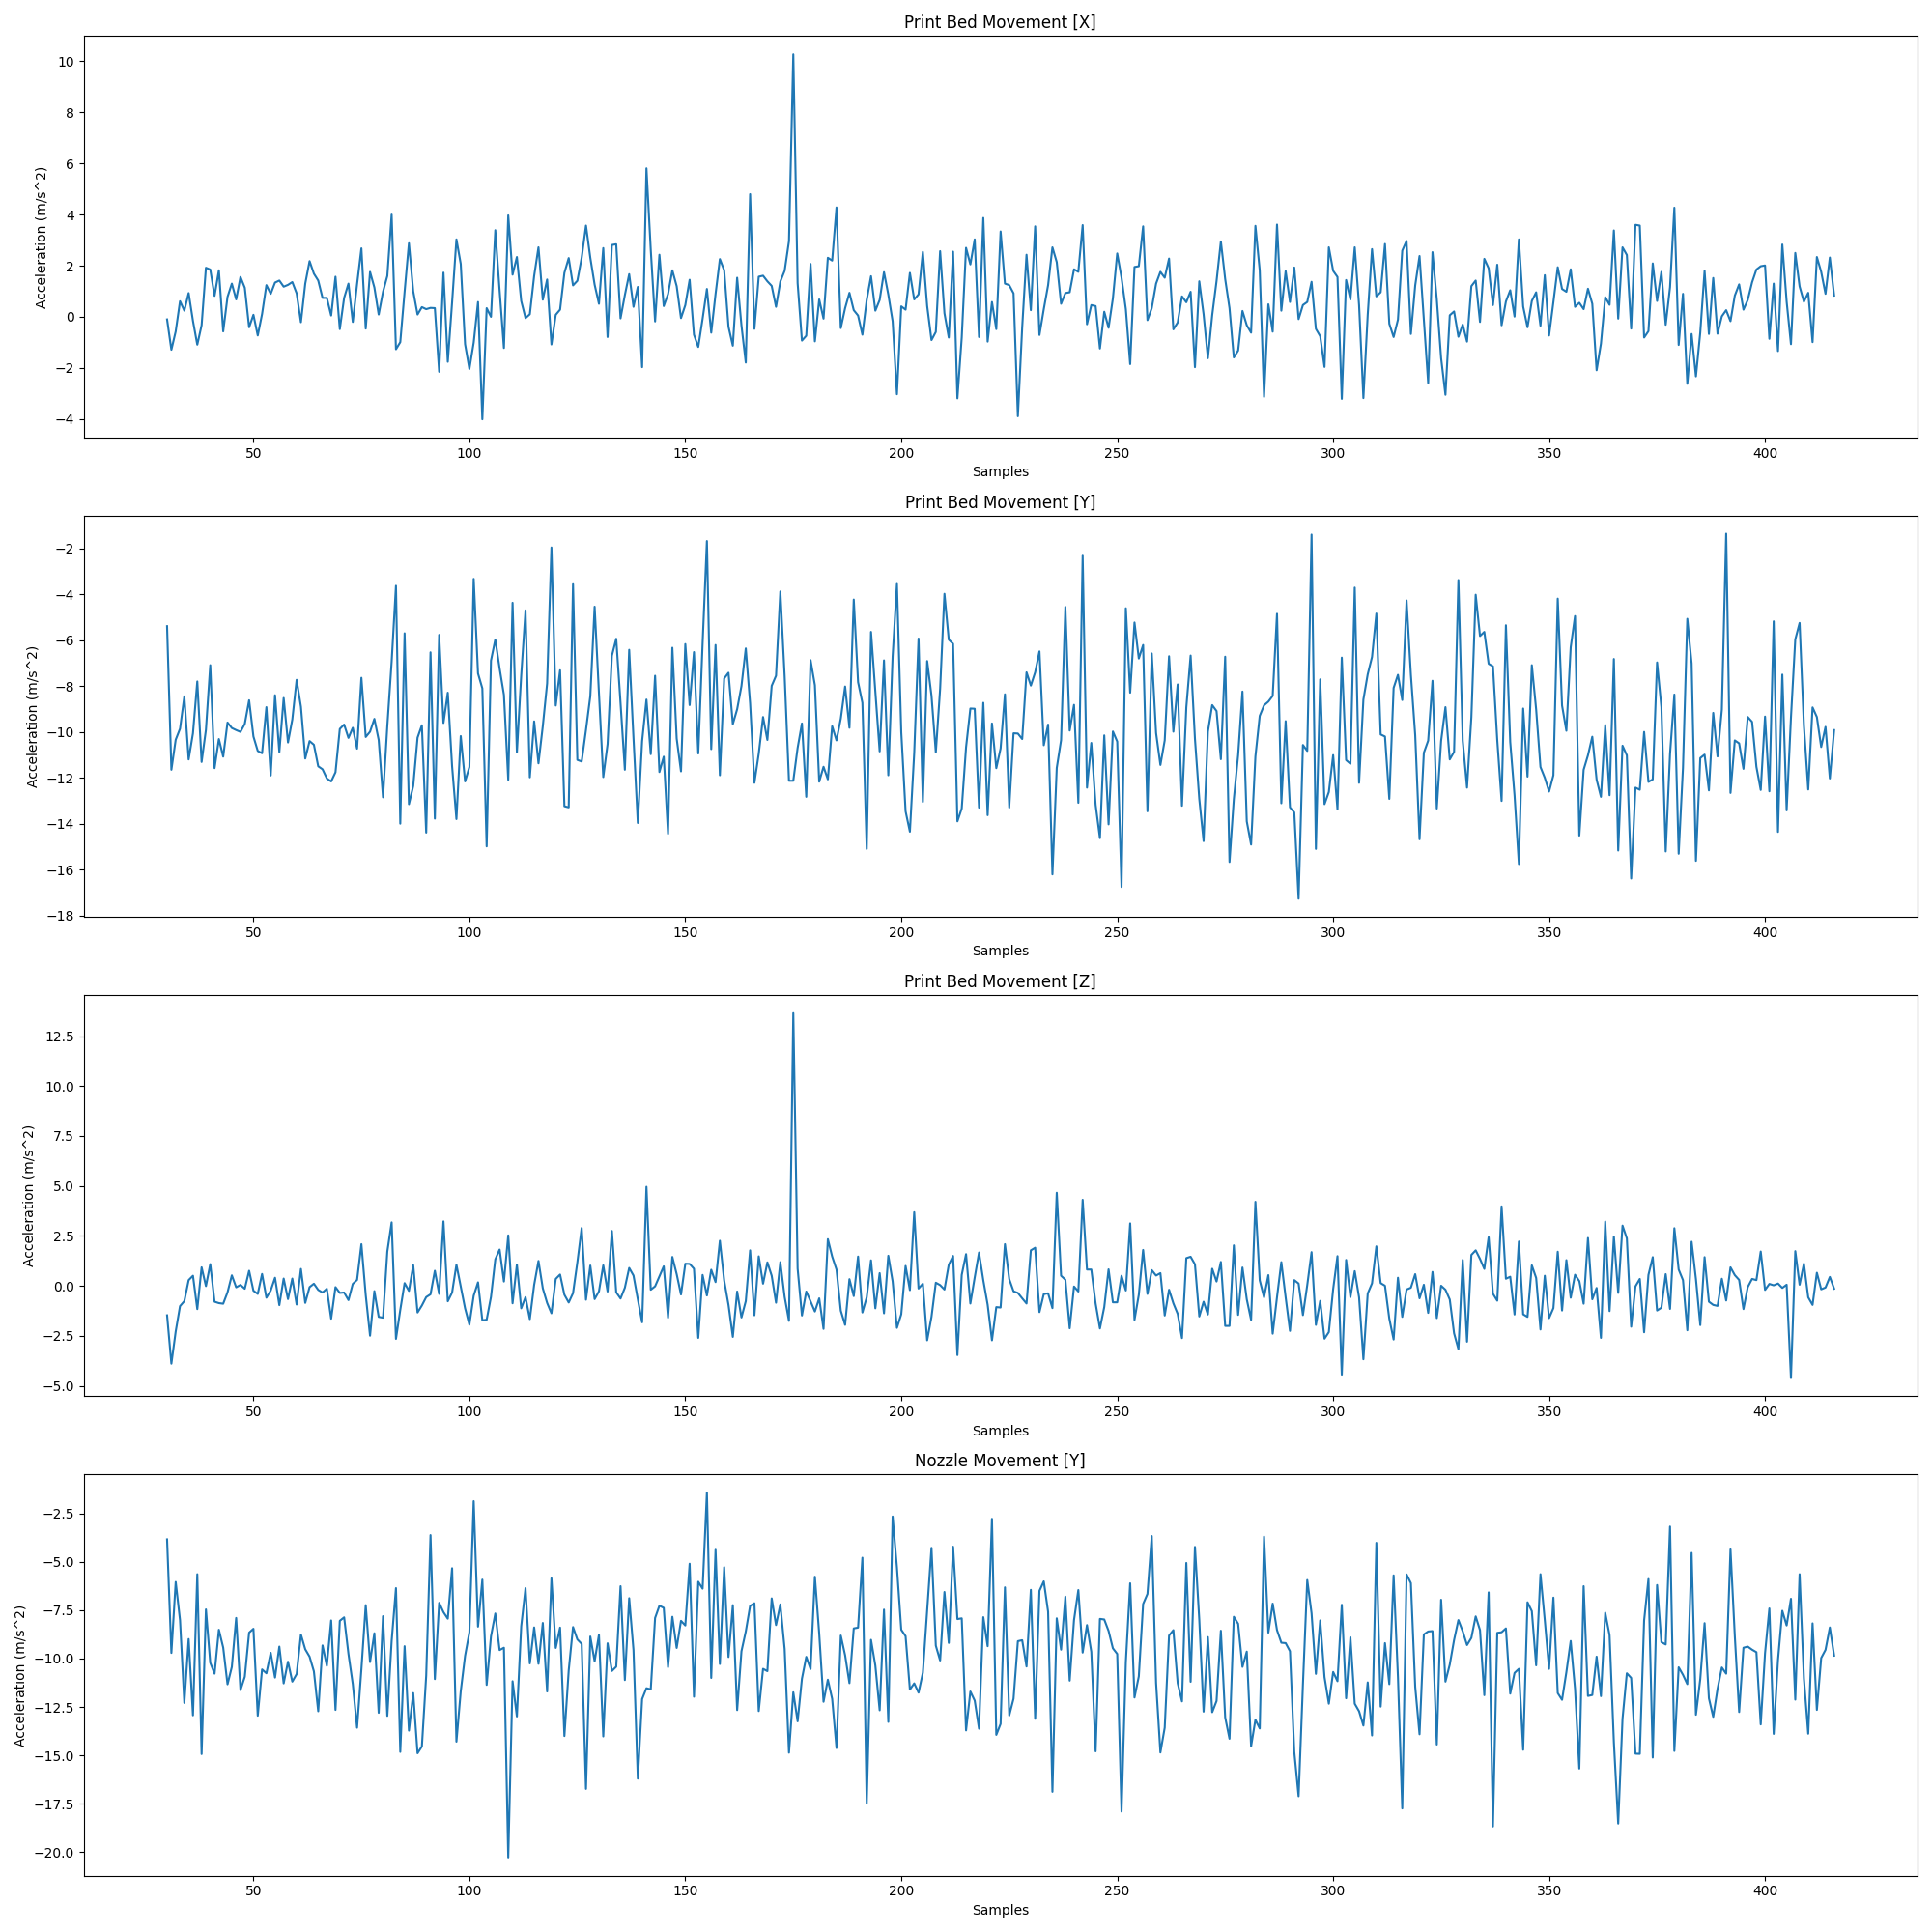 Print Bed Movement [X]
Acceleration (m/s^2)
10
8
6
4
2
0
−2
−4
50 100 150 200 250 300 350 400
Samples
Print Bed Movement [Y]
Acceleration (m/s^2)
−2
−4
−6
−8
−10
−12
−14
−16
−18
50 100 150 200 250 300 350 400
Samples
Print Bed Movement [Z]
Acceleration (m/s^2)
12.5
10.0
7.5
5.0
2.5
0.0
−2.5
−5.0
50 100 150 200 250 300 350 400
Samples
Nozzle Movement [Y]
Acceleration (m/s^2)
−2.5
−5.0
−7.5
−10.0
−12.5
−15.0
−17.5
−20.0
50 100 150 200 250 300 350 400
Samples